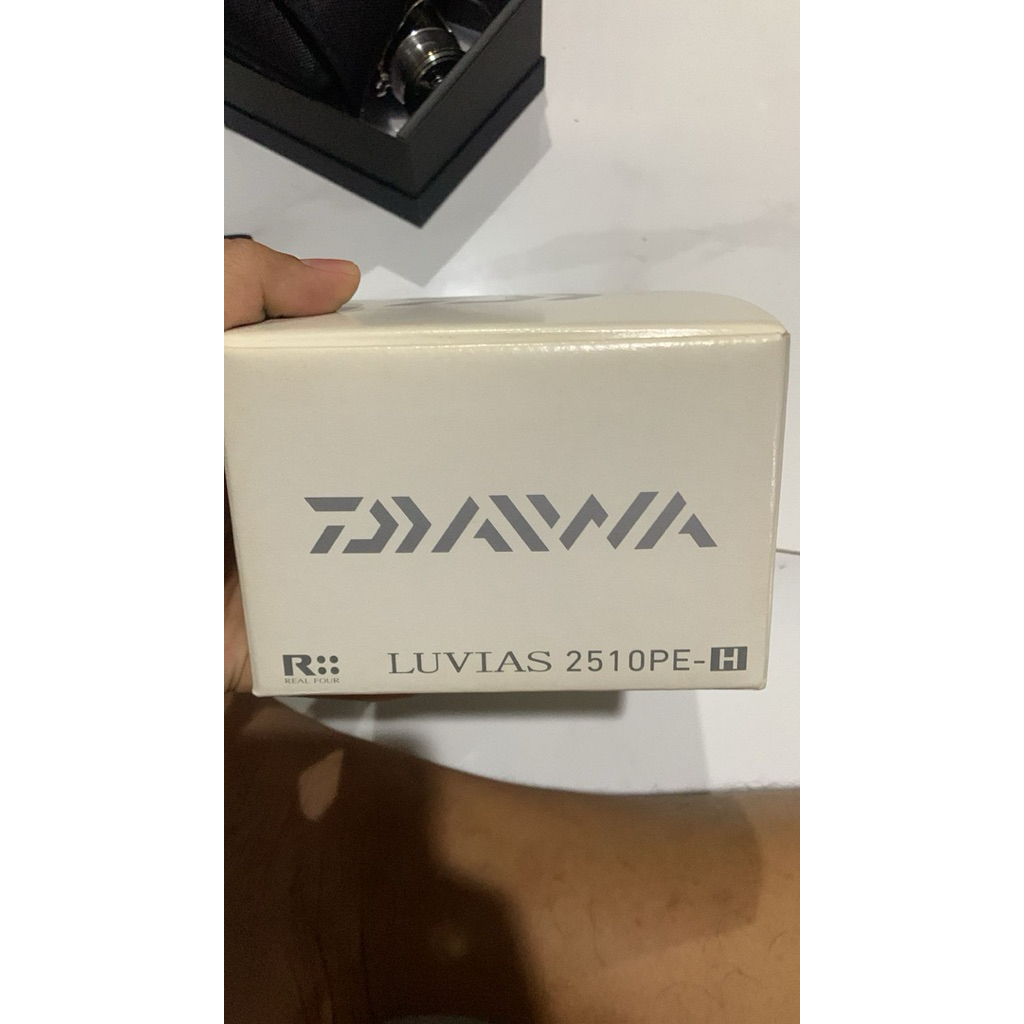 DAIWA
R
REAL FOUR
LUVIAS 2510PE-H